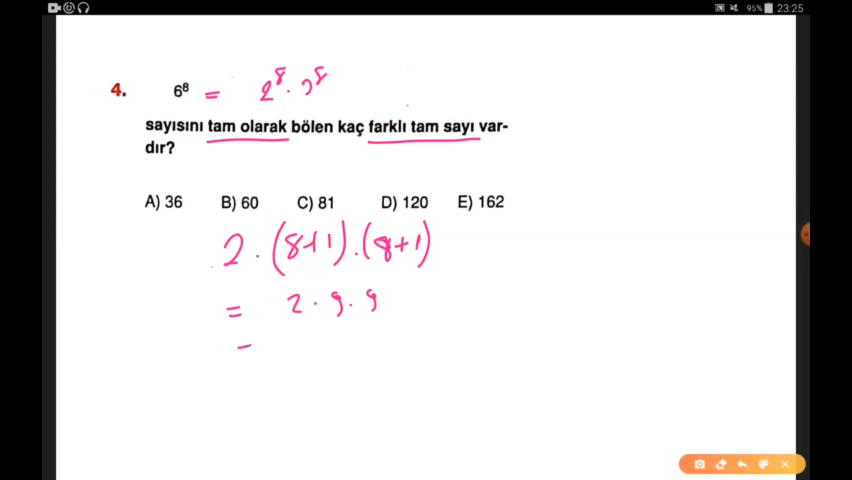 95% 23:25
4. 6⁸ = 2⁸ · 3⁸
sayısını tam olarak bölen kaç farklı tam sayı var-
dır?
A) 36 B) 60 C) 81 D) 120 E) 162
2 · (8+1) · (8+1)
= 2 · 9 · 9
=